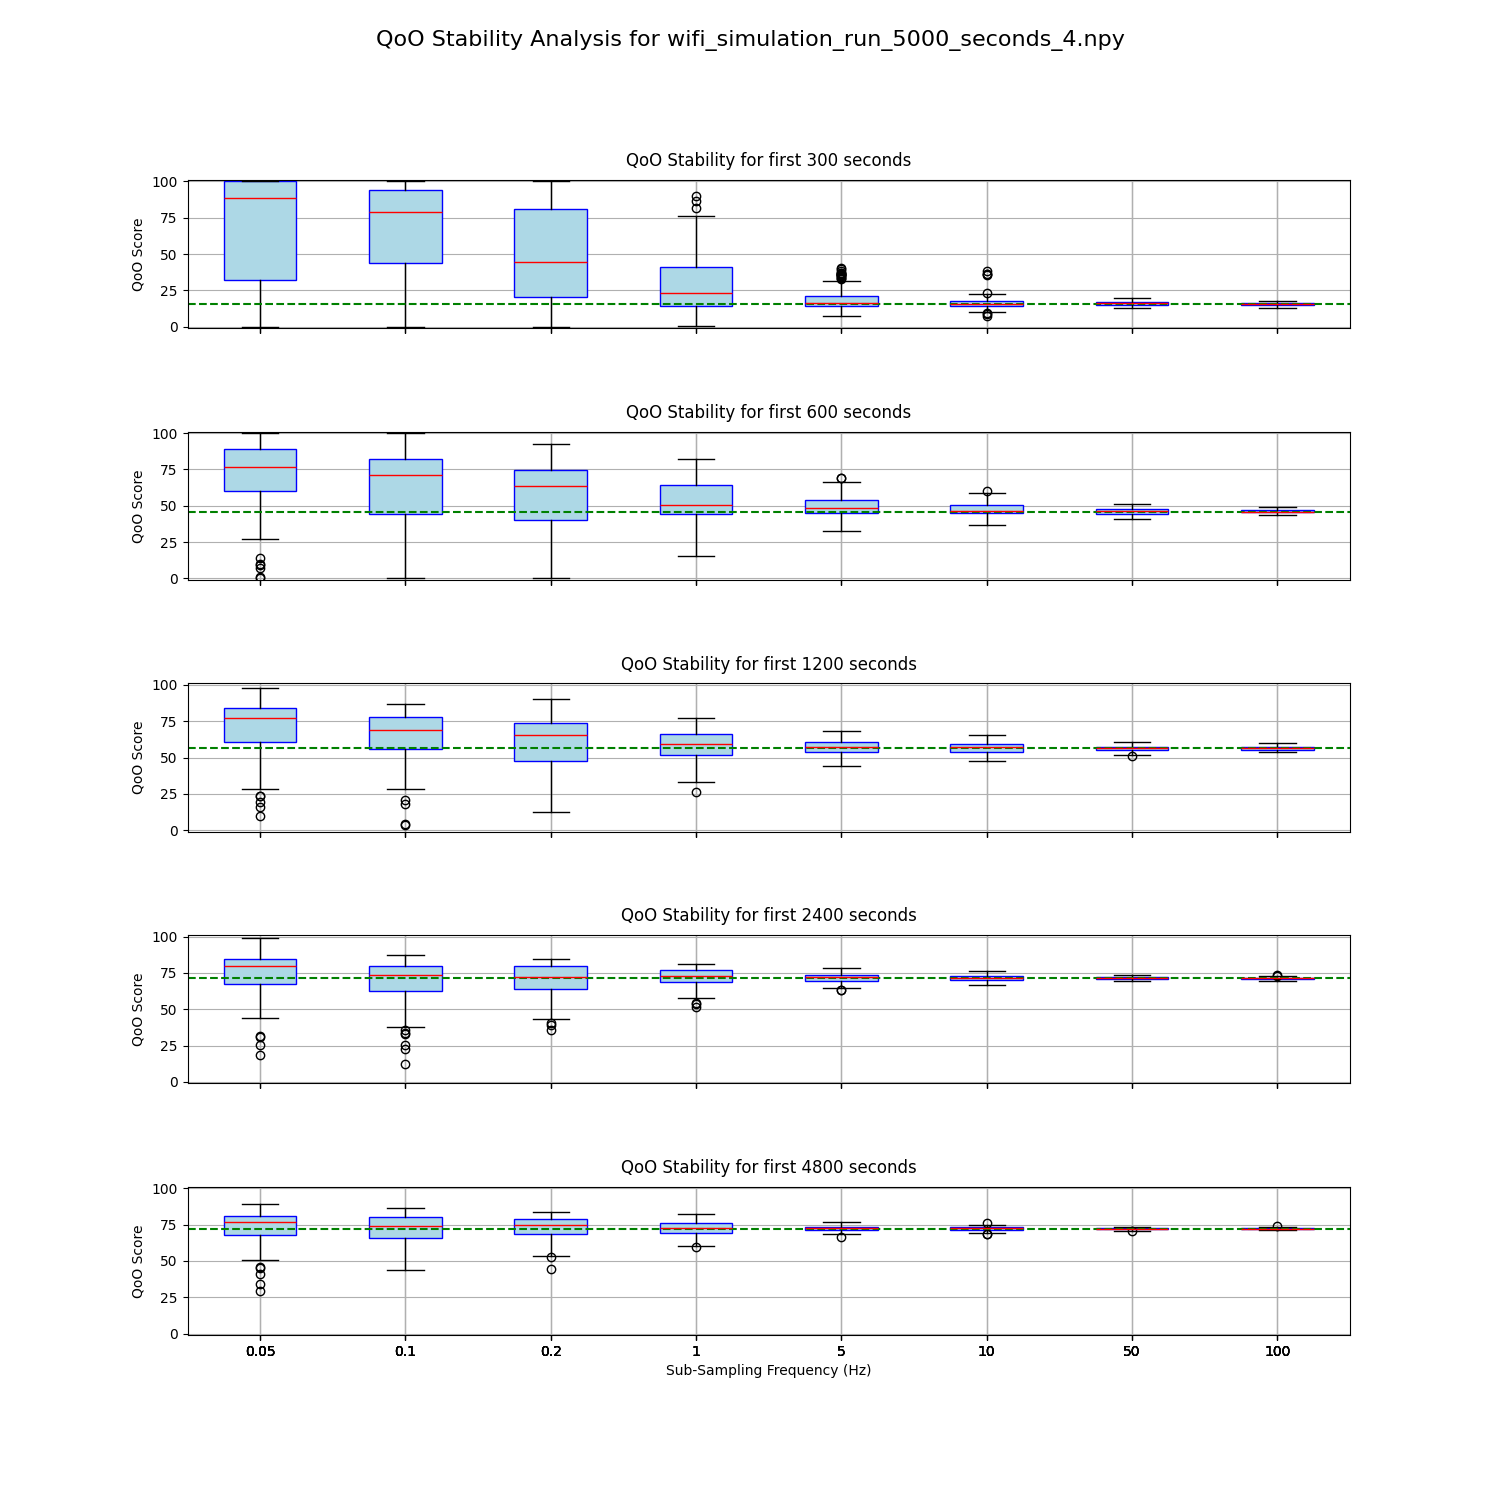 QoO Stability Analysis for wifi_simulation_run_5000_seconds_4.npy
QoO Stability for first 300 seconds
QoO Score
100
75
50
25
0
QoO Stability for first 600 seconds
QoO Score
100
75
50
25
0
QoO Stability for first 1200 seconds
QoO Score
100
75
50
25
0
QoO Stability for first 2400 seconds
QoO Score
100
75
50
25
0
QoO Stability for first 4800 seconds
QoO Score
100
75
50
25
0
0.05 0.1 0.2 1 5 10 50 100
Sub-Sampling Frequency (Hz)